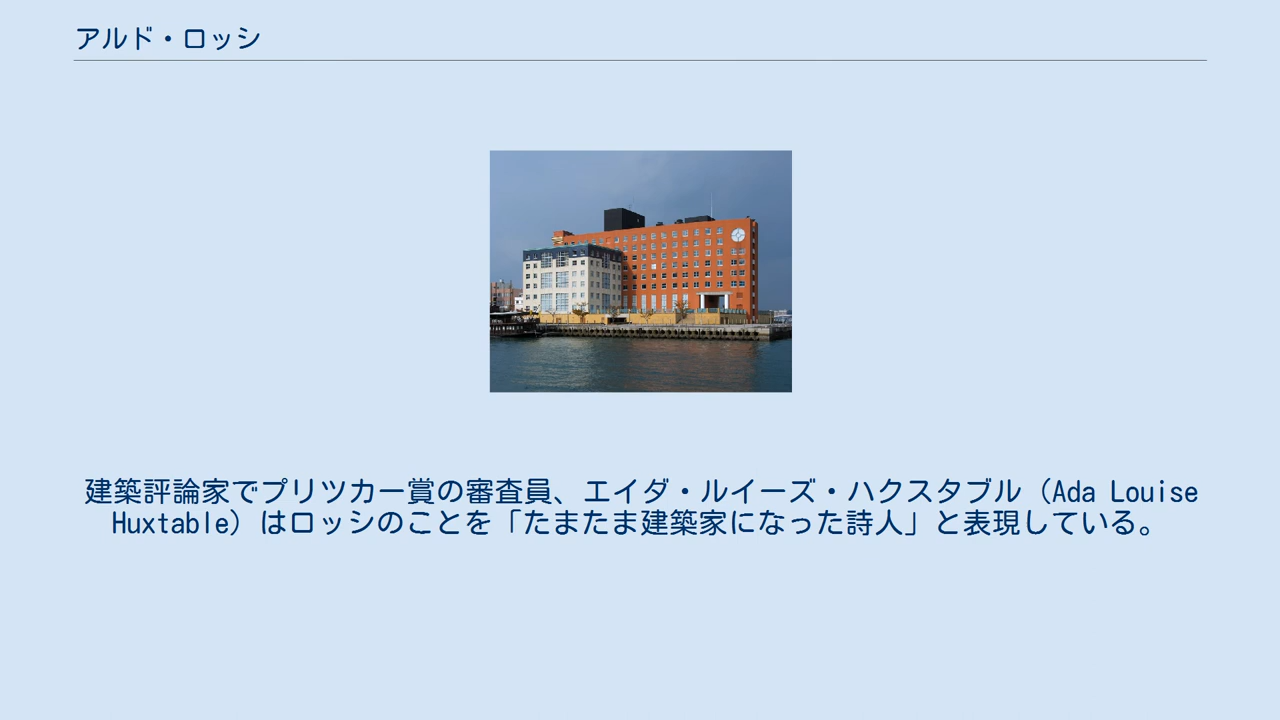 アルド・ロッシ
建築評論家でプリツカー賞の審査員、エイダ・ルイーズ・ハクスタブル（Ada Louise
Huxtable）はロッシのことを「たまたま建築家になった詩人」と表現している。